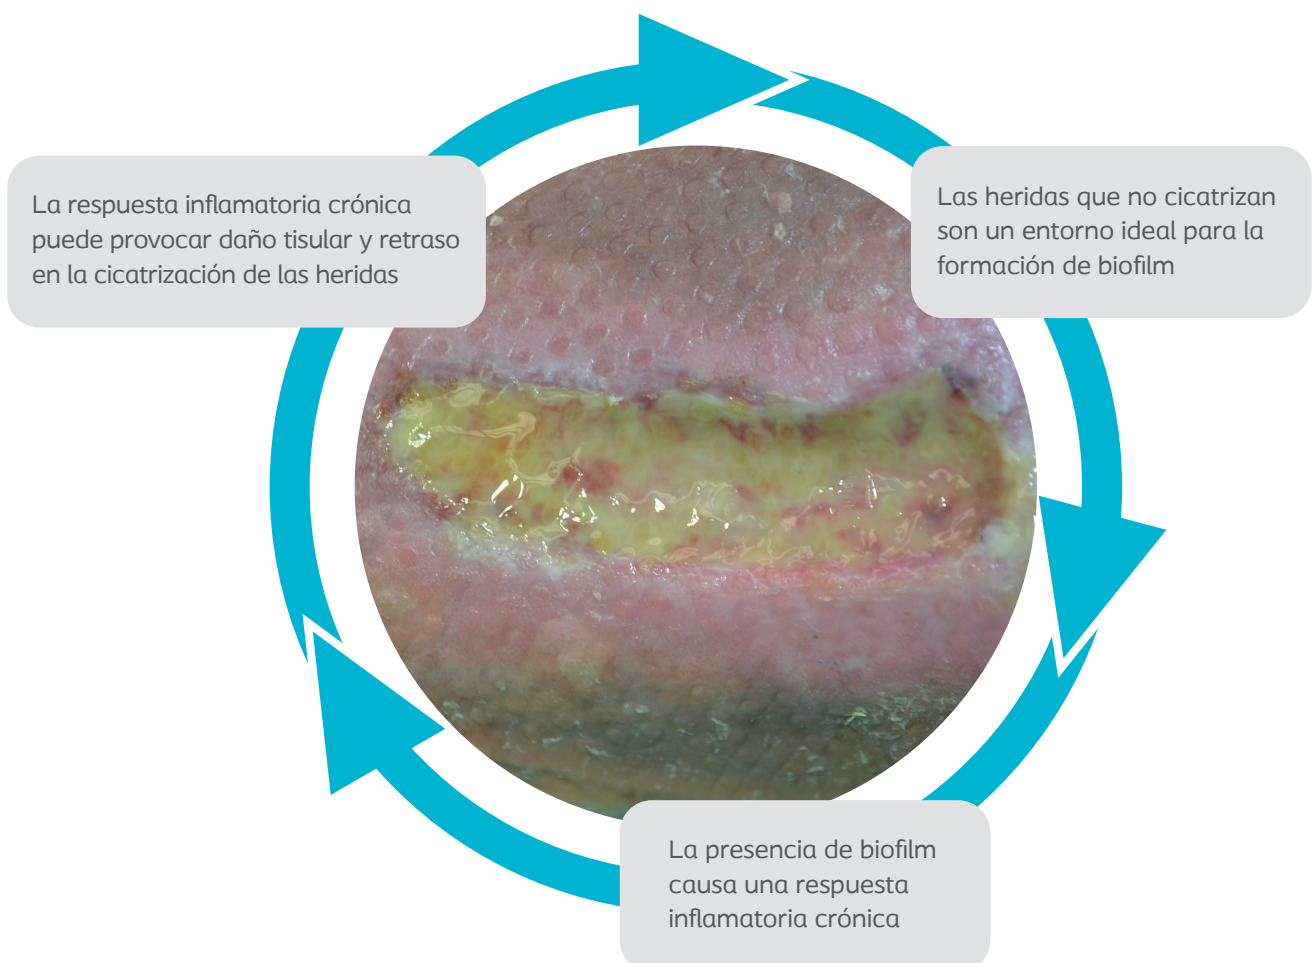 La respuesta inflamatoria crónica
puede provocar daño tisular y retraso
en la cicatrización de las heridas
Las heridas que no cicatrizan
son un entorno ideal para la
formación de biofilm
La presencia de biofilm
causa una respuesta
inflamatoria crónica